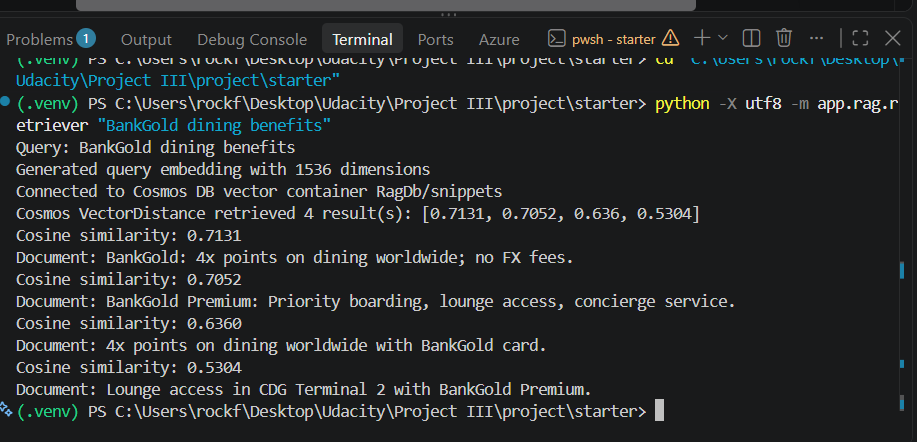 Problems 1 Output Debug Console Terminal Ports Azure pwsh - starter
(.venv) PS C:\Users\rockf\Desktop\Udacity\Project III\project\starter> cd "C:\Users\rockf\Desktop\
Udacity\Project III\project\starter"
(.venv) PS C:\Users\rockf\Desktop\Udacity\Project III\project\starter> python -X utf8 -m app.rag.r
etriever "BankGold dining benefits"
Query: BankGold dining benefits
Generated query embedding with 1536 dimensions
Connected to Cosmos DB vector container RagDb/snippets
Cosmos VectorDistance retrieved 4 result(s): [0.7131, 0.7052, 0.636, 0.5304]
Cosine similarity: 0.7131
Document: BankGold: 4x points on dining worldwide; no FX fees.
Cosine similarity: 0.7052
Document: BankGold Premium: Priority boarding, lounge access, concierge service.
Cosine similarity: 0.6360
Document: 4x points on dining worldwide with BankGold card.
Cosine similarity: 0.5304
Document: Lounge access in CDG Terminal 2 with BankGold Premium.
(.venv) PS C:\Users\rockf\Desktop\Udacity\Project III\project\starter>